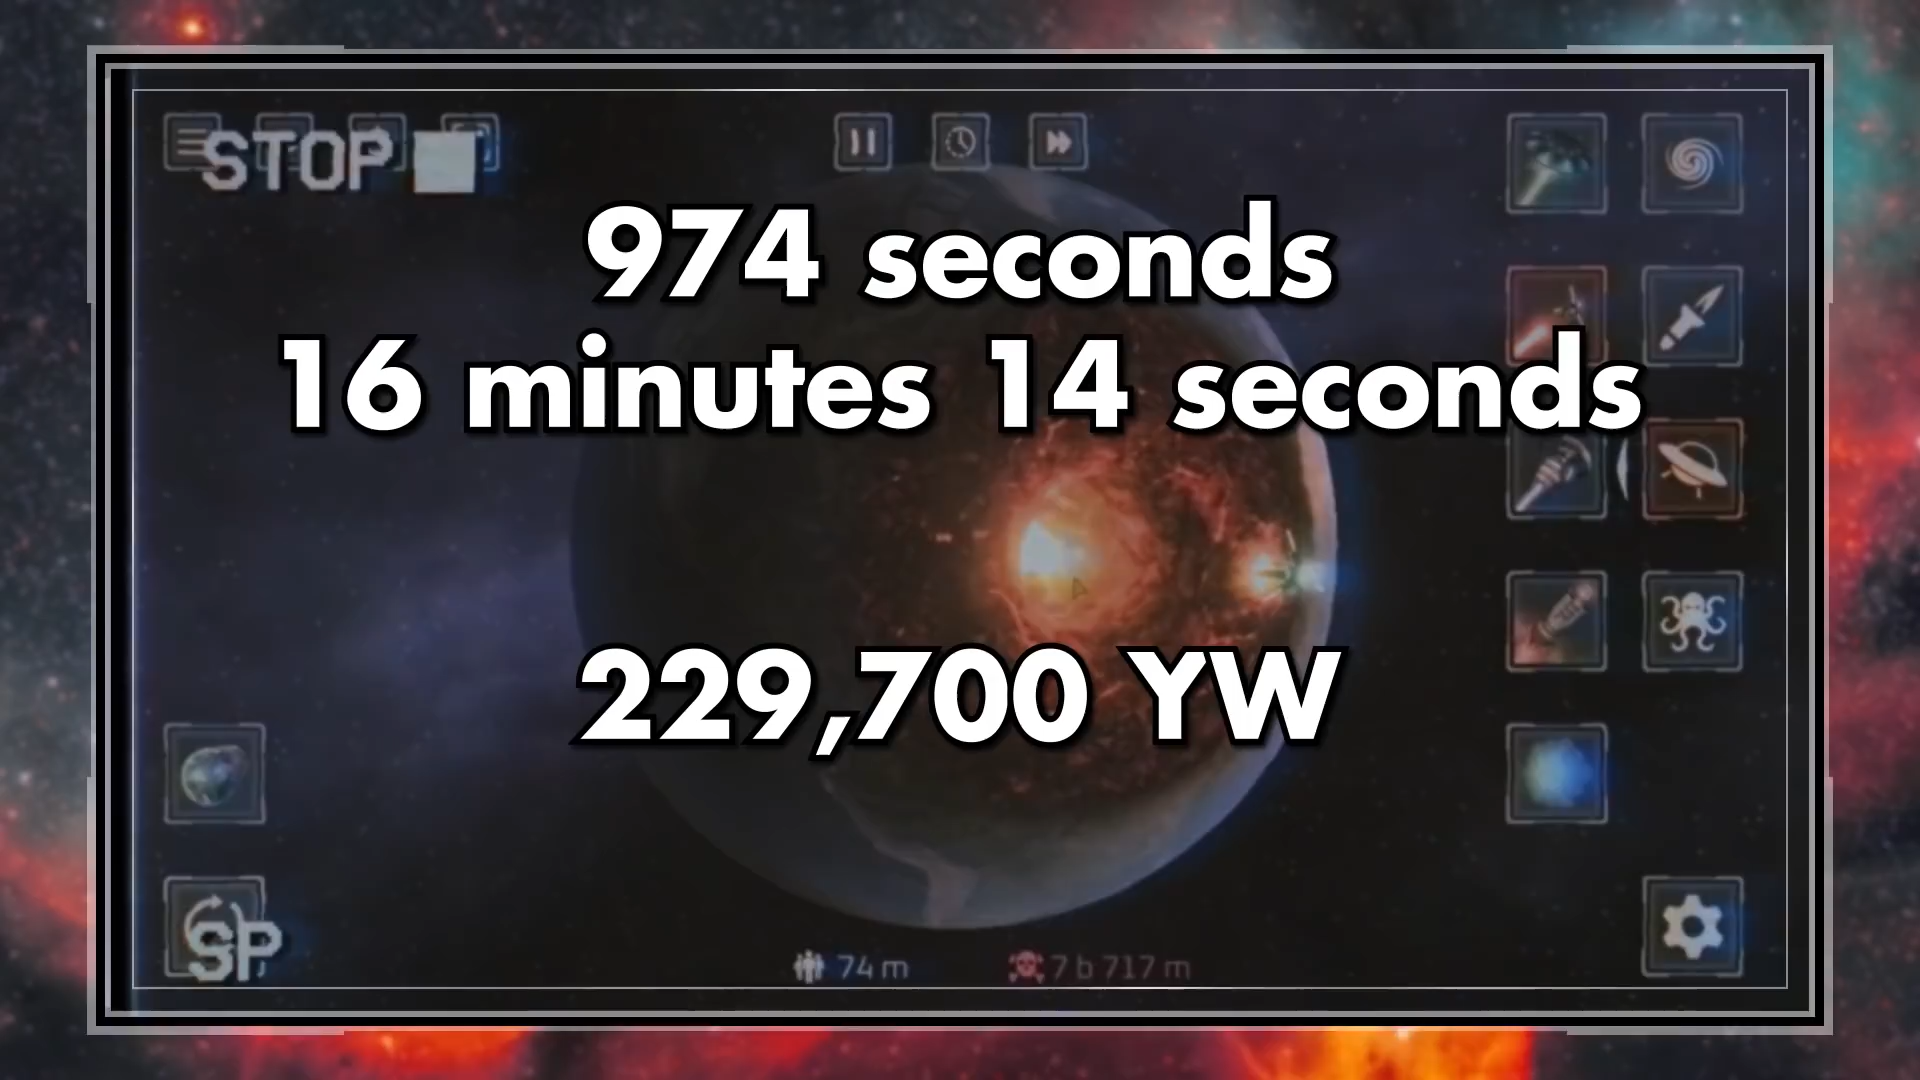 STOP
974 seconds
16 minutes 14 seconds
229,700 YW
SP
74 m
7 b 717 m